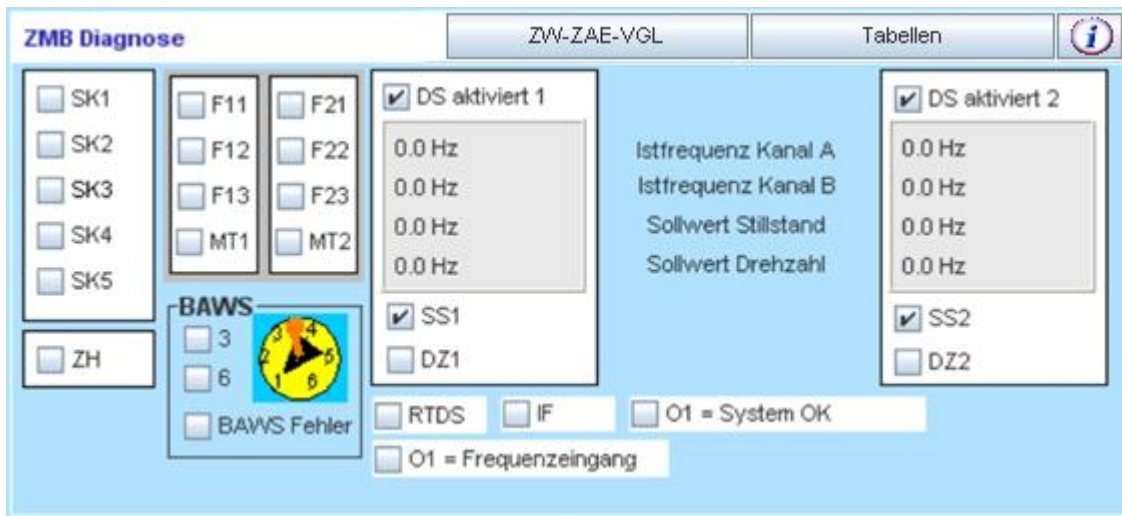 ZMB Diagnose
ZW-ZAE-VGL
Tabellen
i
SK1
SK2
SK3
SK4
SK5
ZH
F11
F12
F13
MT1
F21
F22
F23
MT2
BAWS
3
6
BAWS Fehler
1 2 3 4 5 6
DS aktiviert 1
0.0 Hz
0.0 Hz
0.0 Hz
0.0 Hz
SS1
DZ1
Istfrequenz Kanal A
Istfrequenz Kanal B
Sollwert Stillstand
Sollwert Drehzahl
DS aktiviert 2
0.0 Hz
0.0 Hz
0.0 Hz
0.0 Hz
SS2
DZ2
RTDS
IF
O1 = System OK
O1 = Frequenzeingang